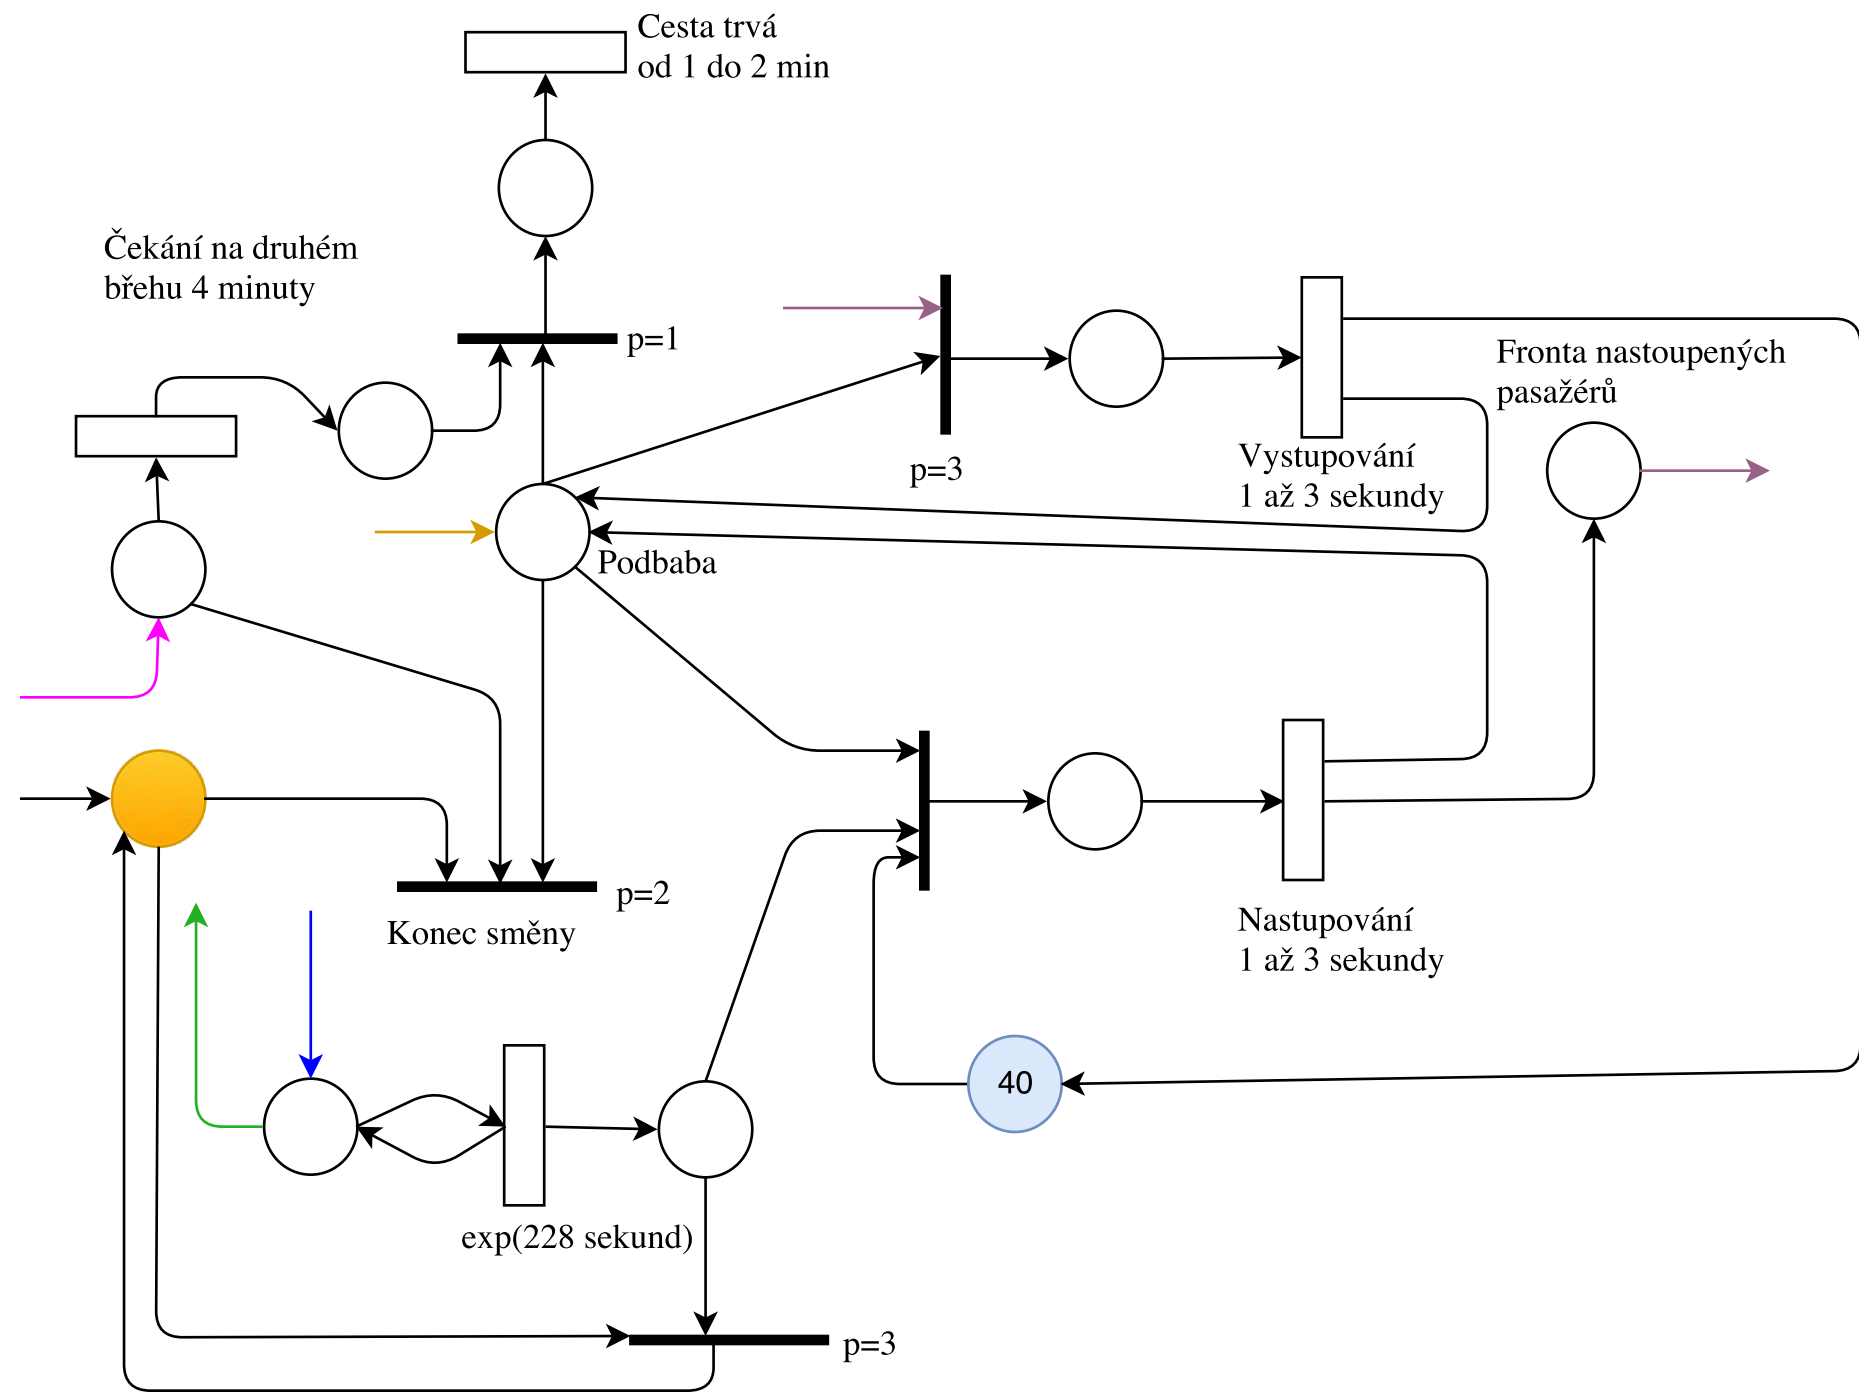 Cesta trvá
od 1 do 2 min
Čekání na druhém
břehu 4 minuty
p=1
Fronta nastoupených
pasažérů
Vystupování
1 až 3 sekundy
p=3
Podbaba
p=2
Konec směny
Nastupování
1 až 3 sekundy
40
exp(228 sekund)
p=3